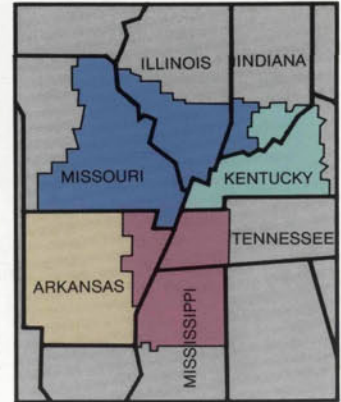 ILLINOIS
INDIANA
MISSOURI
KENTUCKY
TENNESSEE
ARKANSAS
MISSISSIPPI